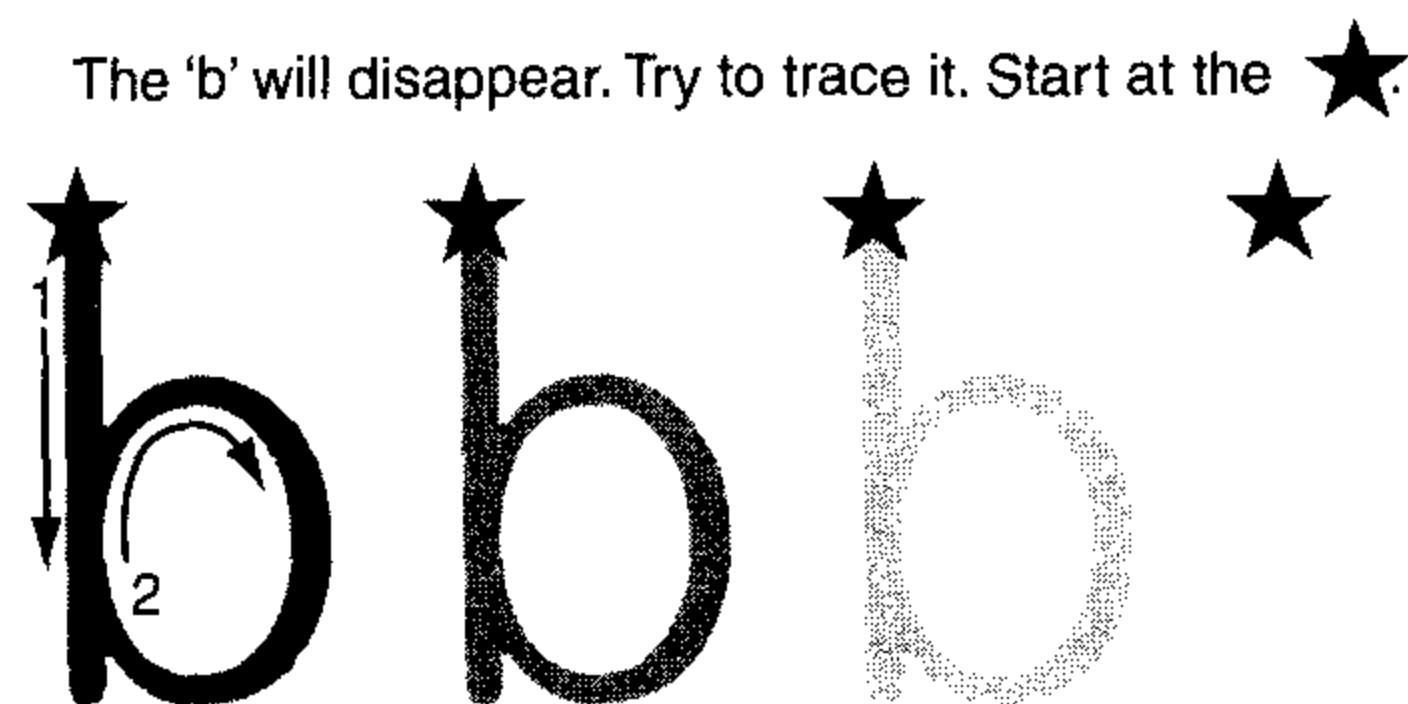 The ‘b’ will disappear. Try to trace it. Start at the ★.
b b b
1
2